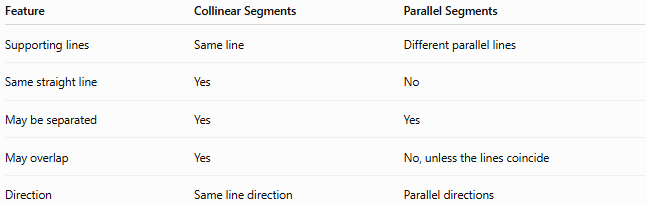 Feature Collinear Segments Parallel Segments
Supporting lines Same line Different parallel lines
Same straight line Yes No
May be separated Yes Yes
May overlap Yes No, unless the lines coincide
Direction Same line direction Parallel directions